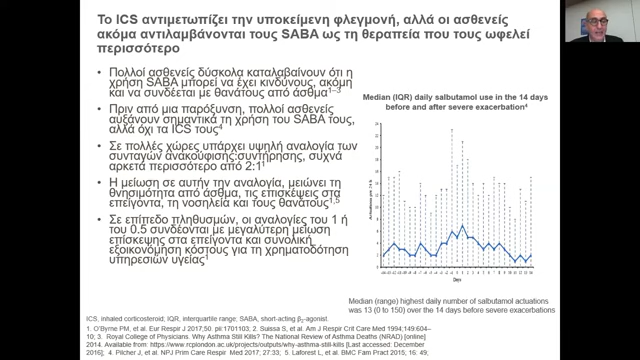 Το ICS αντιμετωπίζει την υποκείμενη φλεγμονή, αλλά οι ασθενείς
ακόμα αντιλαμβάνονται τους SABA ως τη θεραπεία που τους ωφελεί
περισσότερο
• Πολλοί ασθενείς δύσκολα καταλαβαίνουν ότι η
χρήση SABA μπορεί να έχει κινδύνους, ακόμη
και να συνδέεται με θανάτους από άσθμα1-3
• Πριν από μια παρόξυνση, πολλοί ασθενείς
αυξάνουν σημαντικά τη χρήση του SABA τους,
αλλά όχι τα ICS τους4
• Σε πολλές χώρες υπάρχει υψηλή αναλογία των
συνταγών ανακούφισης:συντήρησης, συχνά
αρκετά περισσότερο από 2:11
• Η μείωση σε αυτήν την αναλογία, μειώνει τη
θνησιμότητα από άσθμα, τις επισκέψεις στα
επείγοντα, τη νοσηλεία και τους θανάτους1,5
• Σε επίπεδο πληθυσμών, οι αναλογίες του 1 ή
του 0.5 συνδέονται με μεγαλύτερη μείωση
επίσκεψης στα επείγοντα και συνολική
εξοικονόμηση κόστους για τη χρηματοδότηση
υπηρεσιών υγείας1
Median (IQR) daily salbutamol use in the 14 days
before and after severe exacerbation4
Days
Median (range) highest daily number of salbutamol actuations
was 13 (0 to 150) over the 14 days before severe exacerbations
ICS, inhaled corticosteroid; IQR, interquartile range; SABA, short-acting β2-agonist.
1. O'Byrne PM, et al. Eur Respir J 2017;50. pii:1701103; 2. Suissa S, et al. Am J Respir Crit Care Med 1994;149:604–
10; 3. Royal College of Physicians. Why Asthma Still Kills? The National Review of Asthma Deaths (NRAD) [online]
2014. Available from: https://www.rcplondon.ac.uk/projects/outputs/why-asthma-still-kills [Last accessed: December
2016]; 4. Pilcher J, et al. NPJ Prim Care Respir Med 2017; 27:33; 5. Laforest L, et al. BMC Fam Pract 2015; 16: 49;